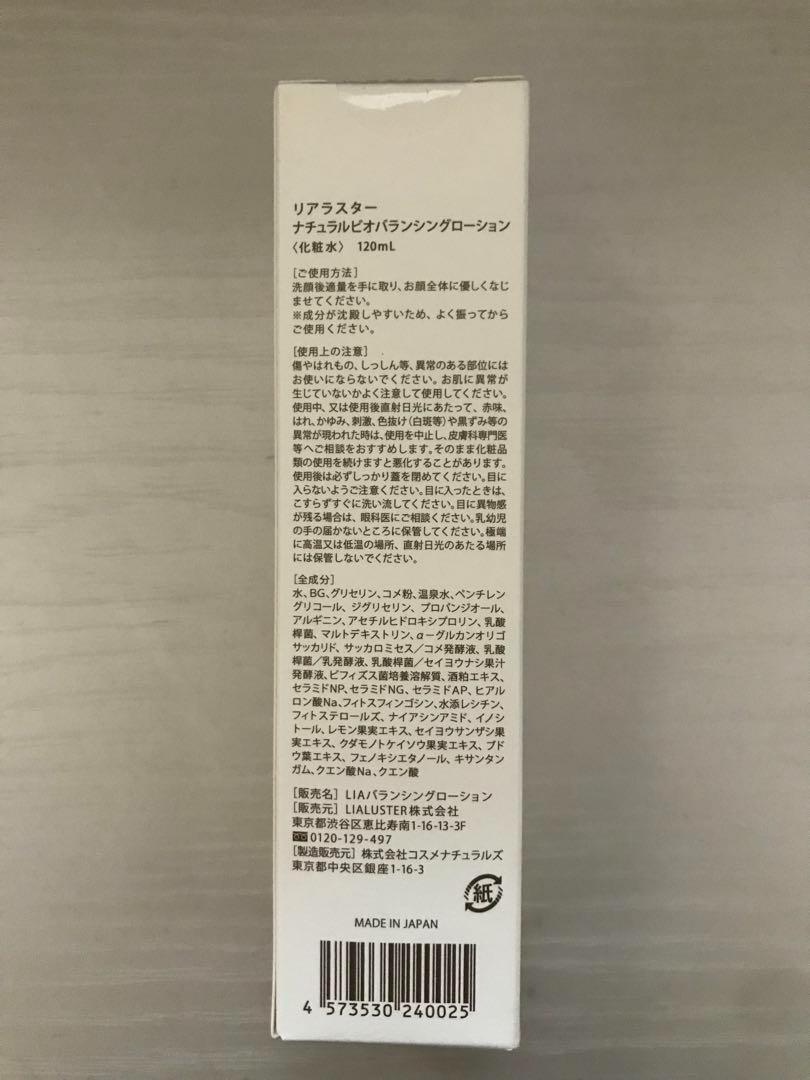 リアラスター
ナチュラルビオバランシングローション
〈化粧水〉 120mL
[ご使用方法]
洗顔後適量を手に取り、お顔全体に優しくなじ
ませてください。
※成分が沈殿しやすいため、よく振ってから
ご使用ください。
[使用上の注意]
傷やはれもの、しっしん等、異常のある部位には
お使いにならないでください。お肌に異常が
生じていないかよく注意して使用してください。
使用中、又は使用後直射日光にあたって、赤味、
はれ、かゆみ、刺激、色抜け(白斑等)や黒ずみ等の
異常が現われた時は、使用を中止し、皮膚科専門医
等へご相談をおすすめします。そのまま化粧品
類の使用を続けますと悪化することがあります。
使用後は必ずしっかり蓋を閉めてください。目に
入らないようご注意ください。目に入ったときは、
こすらずすぐに洗い流してください。目に異物感
が残る場合は、眼科医にご相談ください。乳幼児
の手の届かないところに保管してください。極端
に高温又は低温の場所、直射日光のあたる場所
には保管しないでください。
[全成分]
水、BG、グリセリン、コメ粉、温泉水、ペンチレン
グリコール、ジグリセリン、プロパンジオール、
アルギニン、アセチルヒドロキシプロリン、乳酸
桿菌、マルトデキストリン、α－グルカンオリゴ
サッカリド、サッカロミセス／コメ発酵液、乳酸
桿菌／乳発酵液、乳酸桿菌／セイヨウナシ果汁
発酵液、ビフィズス菌培養溶解質、酒粕エキス、
セラミドNP、セラミドNG、セラミドAP、ヒアル
ロン酸Na、フィトスフィンゴシン、水添レシチン、
フィトステロールズ、ナイアシンアミド、イノシ
トール、レモン果実エキス、セイヨウサンザシ果
実エキス、クダモノトケイソウ果実エキス、ブド
ウ葉エキス、フェノキシエタノール、キサンタン
ガム、クエン酸Na、クエン酸
[販売名] LIAバランシングローション
[販売元] LIALUSTER株式会社
東京都渋谷区恵比寿南1-16-13-3F
0120-129-497
[製造販売元] 株式会社コスメナチュラルズ
東京都中央区銀座1-16-3
紙
MADE IN JAPAN
4 573530 240025